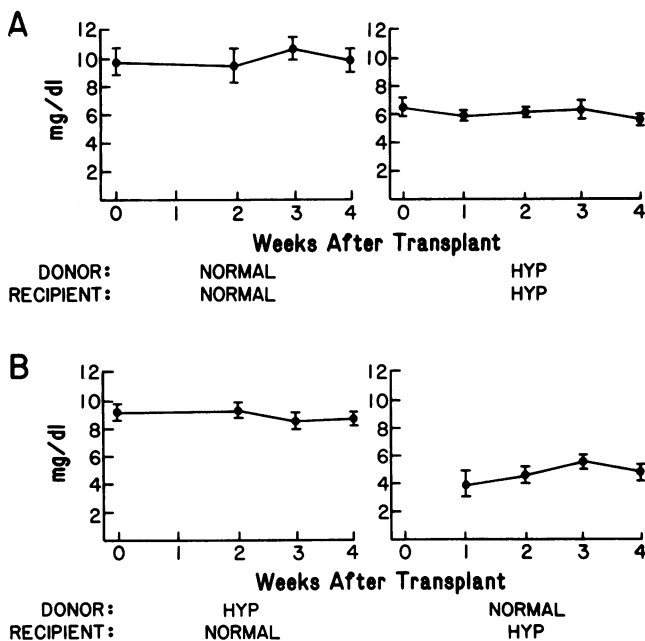 A
mg/dl
12
10
8
6
4
2
0 1 2 3 4
12
10
8
6
4
2
0 1 2 3 4
Weeks After Transplant
DONOR: NORMAL HYP
RECIPIENT: NORMAL HYP
B
mg/dl
12
10
8
6
4
2
0 1 2 3 4
12
10
8
6
4
2
0 1 2 3 4
Weeks After Transplant
DONOR: HYP NORMAL
RECIPIENT: NORMAL HYP